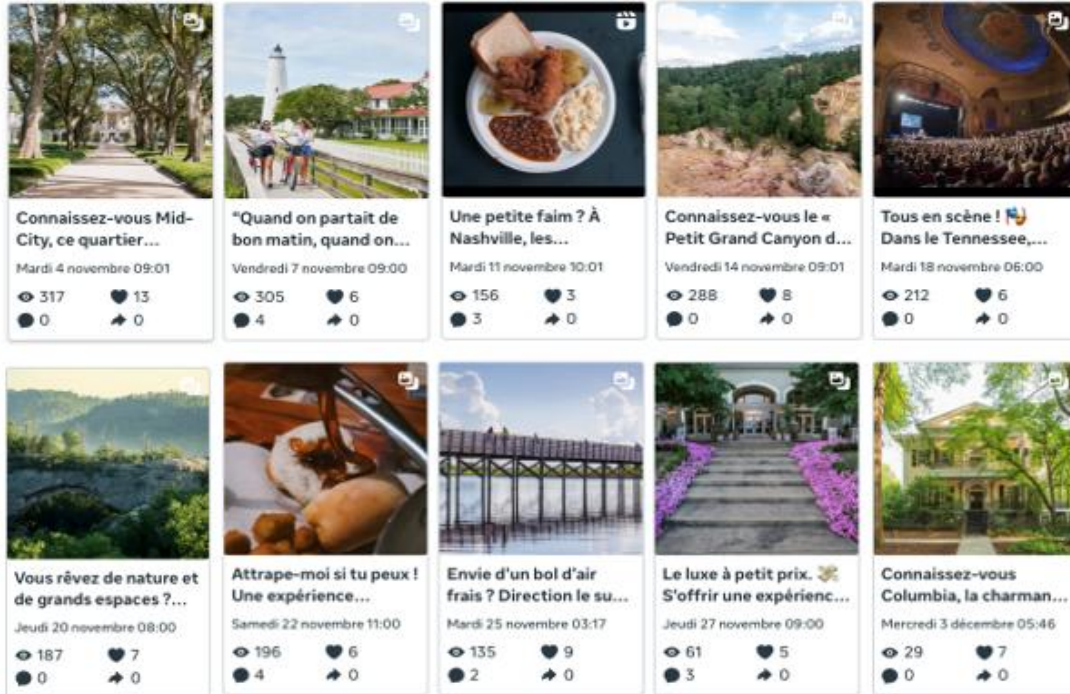 Connaissez-vous Mid-
City, ce quartier...
Mardi 4 novembre 09:01
317 13
0 0
"Quand on partait de
bon matin, quand on...
Vendredi 7 novembre 09:00
305 6
4 0
Une petite faim ? À
Nashville, les...
Mardi 11 novembre 10:01
156 3
3 0
Connaissez-vous le «
Petit Grand Canyon d...
Vendredi 14 novembre 09:01
288 8
0 0
Tous en scène ! 🎭
Dans le Tennessee,...
Mardi 18 novembre 06:00
212 6
0 0
Vous rêvez de nature et
de grands espaces ?...
Jeudi 20 novembre 08:00
187 7
0 0
Attrape-moi si tu peux !
Une expérience...
Samedi 22 novembre 11:00
196 6
4 0
Envie d'un bol d'air
frais ? Direction le su...
Mardi 25 novembre 03:17
135 9
2 0
Le luxe à petit prix. 💸
S'offrir une expérienc...
Jeudi 27 novembre 09:00
61 5
3 0
Connaissez-vous
Columbia, la charman...
Mercredi 3 décembre 05:46
29 7
0 0